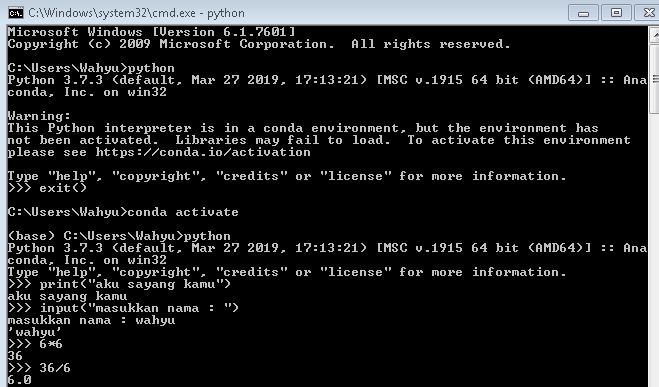 C:\Windows\system32\cmd.exe - python
Microsoft Windows [Version 6.1.7601]
Copyright (c) 2009 Microsoft Corporation.  All rights reserved.
C:\Users\Wahyu>python
Python 3.7.3 (default, Mar 27 2019, 17:13:21) [MSC v.1915 64 bit (AMD64)] :: Ana
conda, Inc. on win32
Warning:
This Python interpreter is in a conda environment, but the environment has
not been activated.  Libraries may fail to load.  To activate this environment
please see https://conda.io/activation
Type "help", "copyright", "credits" or "license" for more information.
>>> exit()
C:\Users\Wahyu>conda activate
(base) C:\Users\Wahyu>python
Python 3.7.3 (default, Mar 27 2019, 17:13:21) [MSC v.1915 64 bit (AMD64)] :: Ana
conda, Inc. on win32
Type "help", "copyright", "credits" or "license" for more information.
>>> print("aku sayang kamu")
aku sayang kamu
>>> input("masukkan nama : ")
masukkan nama : wahyu
'wahyu'
>>> 6*6
36
>>> 36/6
6.0